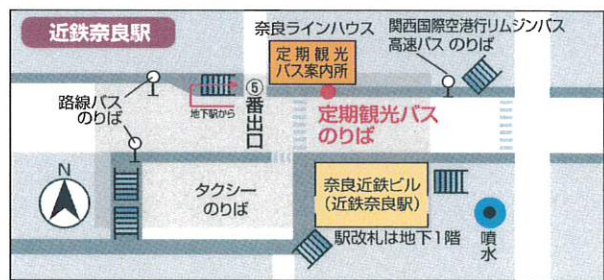 近鉄奈良駅
奈良ラインハウス
定期観光
バス案内所
関西国際空港行リムジンバス
高速バス のりば
路線バス
のりば
地下駅から
⑤番出口
定期観光バス
のりば
N
タクシー
のりば
奈良近鉄ビル
(近鉄奈良駅)
駅改札は地下1階
噴水